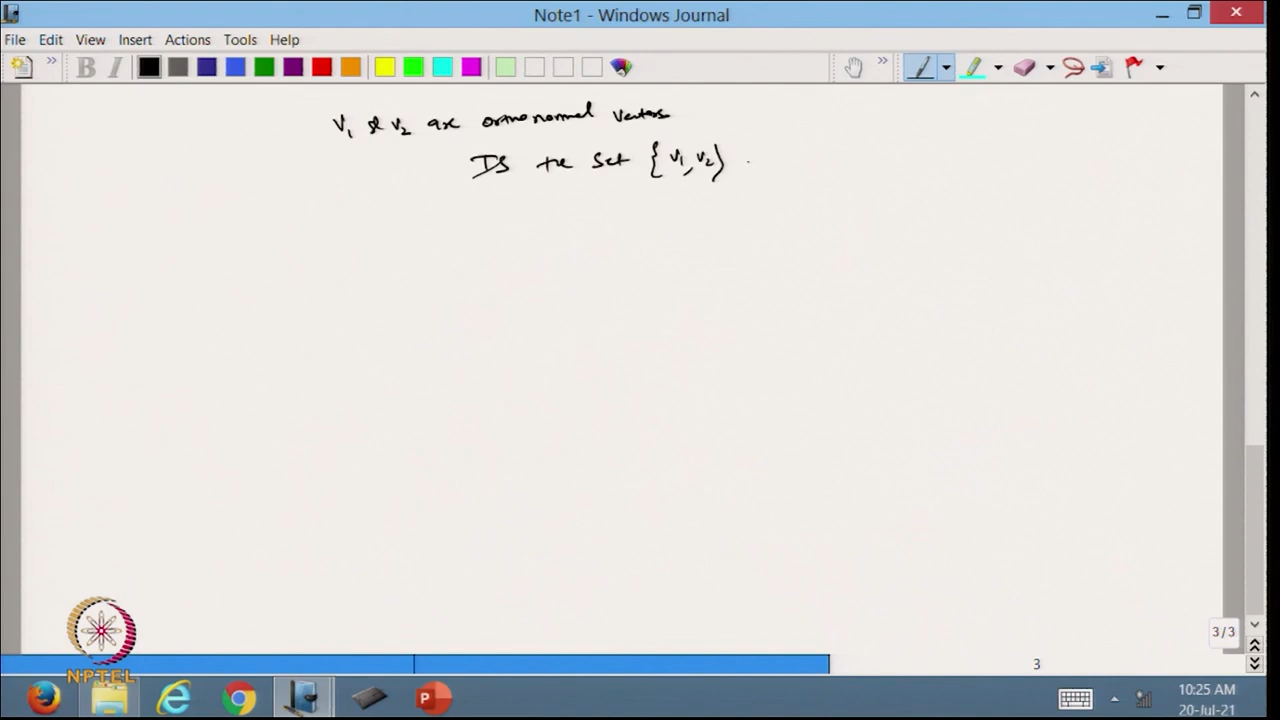 Note1 - Windows Journal
File Edit View Insert Actions Tools Help
B I
V₁ & V₂ are orthonormal vectors
Is the set {V₁, V₂}
3/3
3
NPTEL
10:25 AM
20-Jul-21